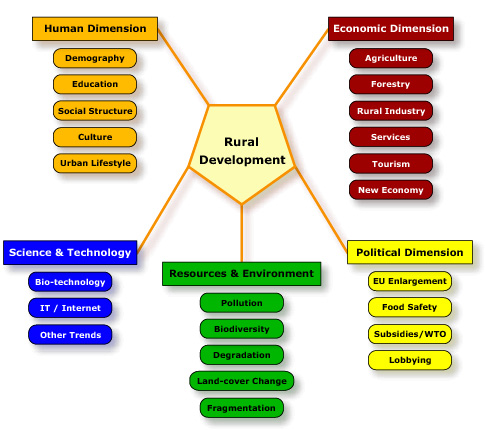 Human Dimension
Demography
Education
Social Structure
Culture
Urban Lifestyle
Economic Dimension
Agriculture
Forestry
Rural Industry
Services
Tourism
New Economy
Rural
Development
Science & Technology
Bio-technology
IT / Internet
Other Trends
Resources & Environment
Pollution
Biodiversity
Degradation
Land-cover Change
Fragmentation
Political Dimension
EU Enlargement
Food Safety
Subsidies/WTO
Lobbying